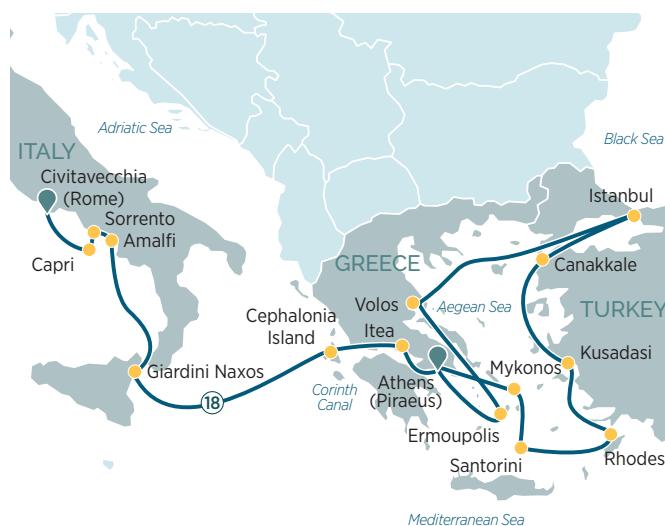 Adriatic Sea
Black Sea
ITALY
Civitavecchia
(Rome)
Sorrento
Amalfi
Capri
Istanbul
GREECE
Canakkale
Volos
Aegean Sea
TURKEY
Cephalonia
Island
Itea
Kusadasi
Mykonos
Giardini Naxos
18
Corinth
Canal
Athens
(Piraeus)
Ermoupolis
Santorini
Rhodes
Mediterranean Sea